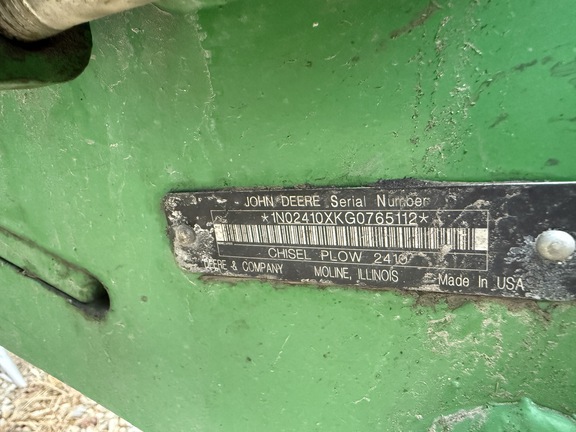 JOHN DEERE Serial Number
*1N02410XKG0765112*
CHISEL PLOW 2410
DEERE & COMPANY MOLINE, ILLINOIS Made In USA